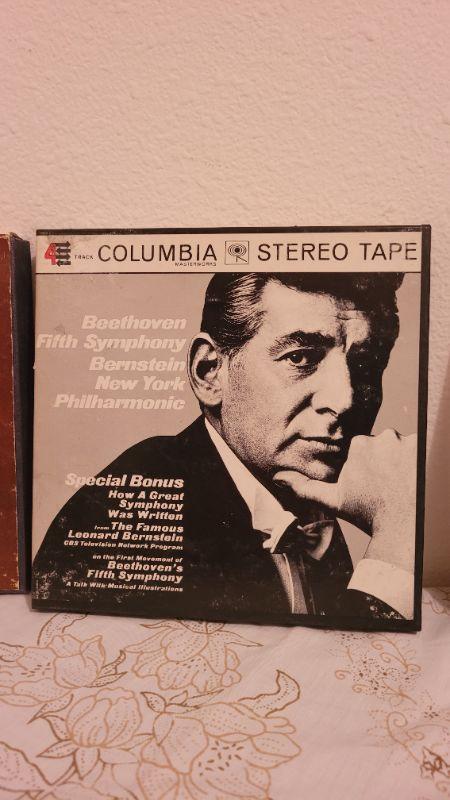 4 TRACK COLUMBIA STEREO TAPE
MASTERWORKS
Beethoven
Fifth Symphony
Bernstein
New York
Philharmonic
Special Bonus
How A Great
Symphony
Was Written
from The Famous
Leonard Bernstein
CBS Television Network Program
on the First Movement of
Beethoven's
Fifth Symphony
A Talk With Musical Illustrations